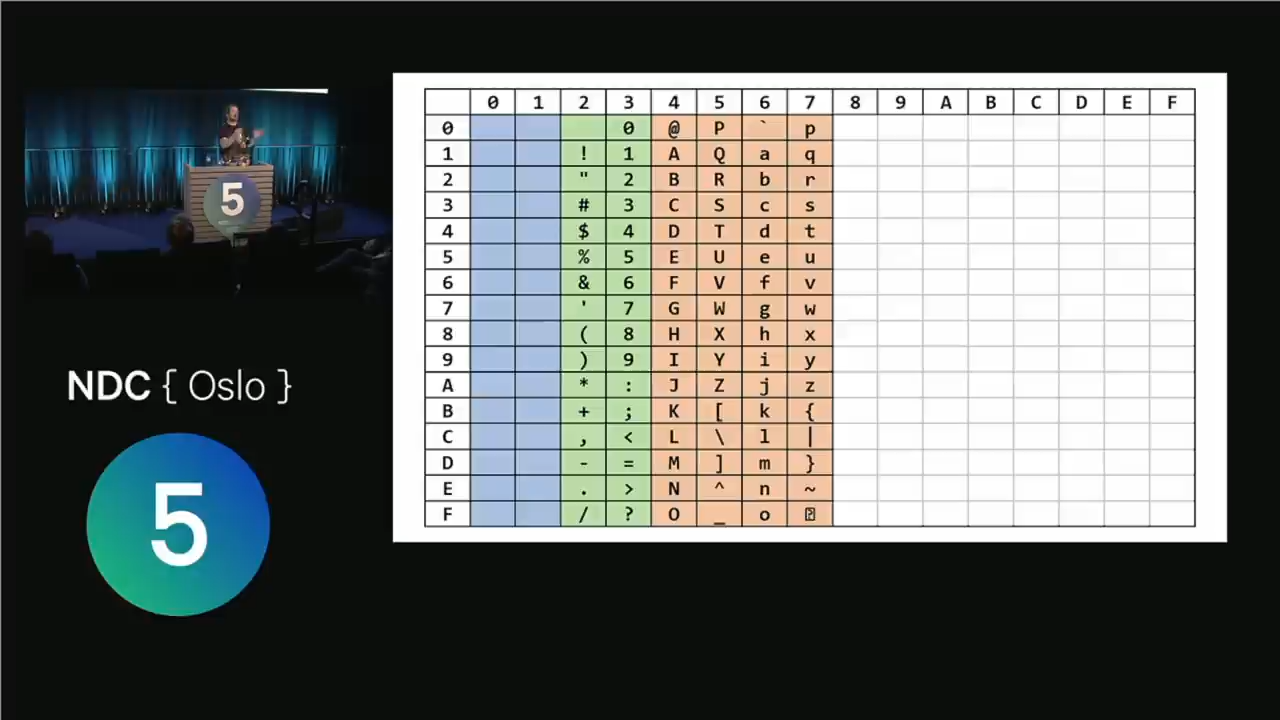 0 1 2 3 4 5 6 7 8 9 A B C D E F
0 0 @ P ` p
1 ! 1 A Q a q
2 " 2 B R b r
3 # 3 C S c s
4 $ 4 D T d t
5 % 5 E U e u
6 & 6 F V f v
7 ' 7 G W g w
8 ( 8 H X h x
9 ) 9 I Y i y
A * : J Z j z
B + ; K [ k {
C , < L \ l |
D - = M ] m }
E . > N ^ n ~
F / ? O _ o
5
NDC { Oslo }
5